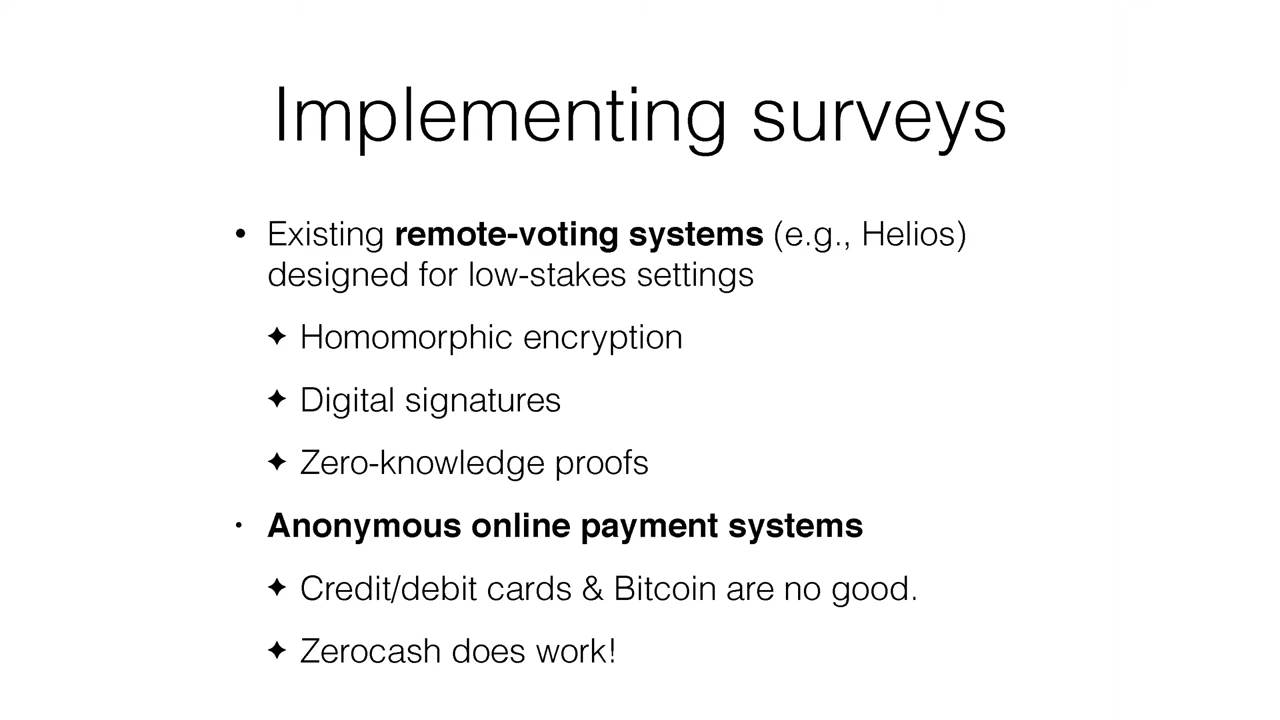 Implementing surveys
• Existing remote-voting systems (e.g., Helios)
designed for low-stakes settings
✦ Homomorphic encryption
✦ Digital signatures
✦ Zero-knowledge proofs
• Anonymous online payment systems
✦ Credit/debit cards & Bitcoin are no good.
✦ Zerocash does work!